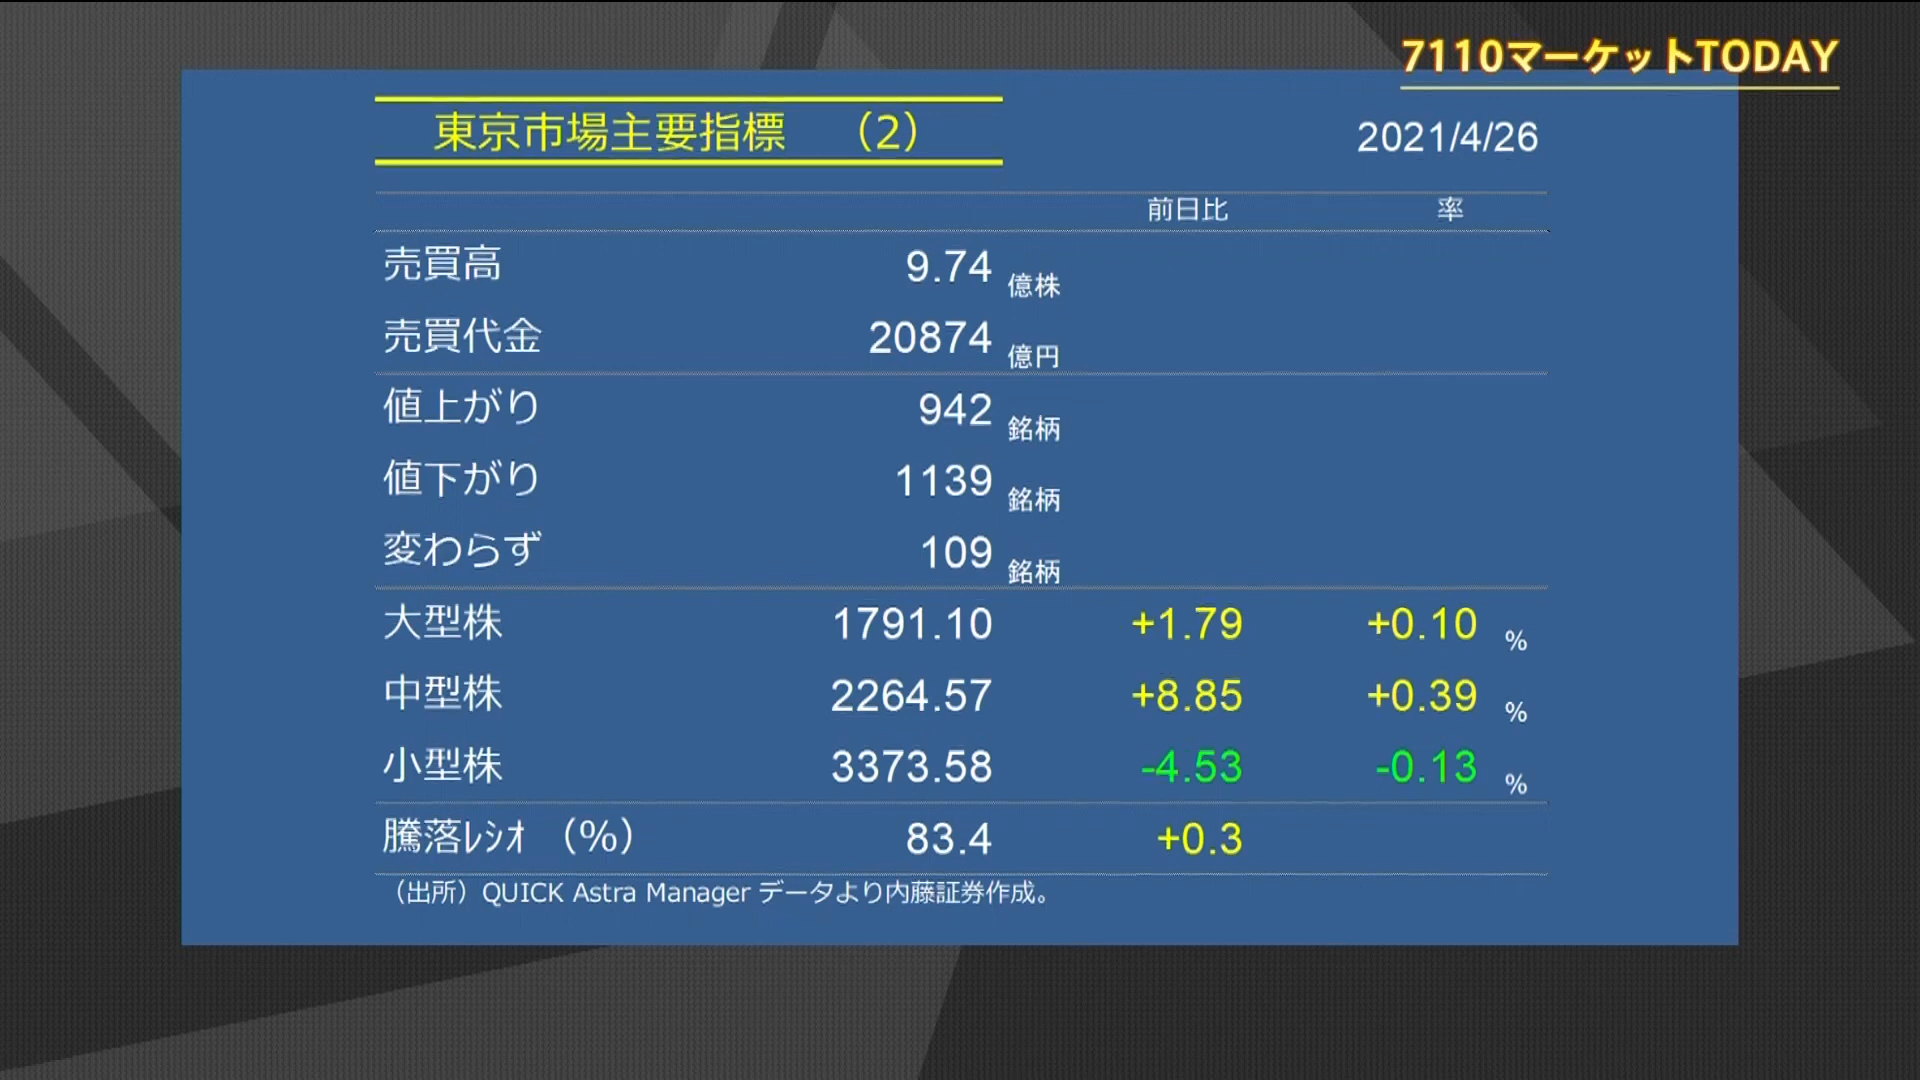 7110マーケットTODAY
東京市場主要指標 （2） 2021/4/26
前日比 率
売買高 9.74 億株
売買代金 20874 億円
値上がり 942 銘柄
値下がり 1139 銘柄
変わらず 109 銘柄
大型株 1791.10 +1.79 +0.10 %
中型株 2264.57 +8.85 +0.39 %
小型株 3373.58 -4.53 -0.13 %
騰落ﾚｼｵ （%） 83.4 +0.3
（出所）QUICK Astra Manager データより内藤証券作成。